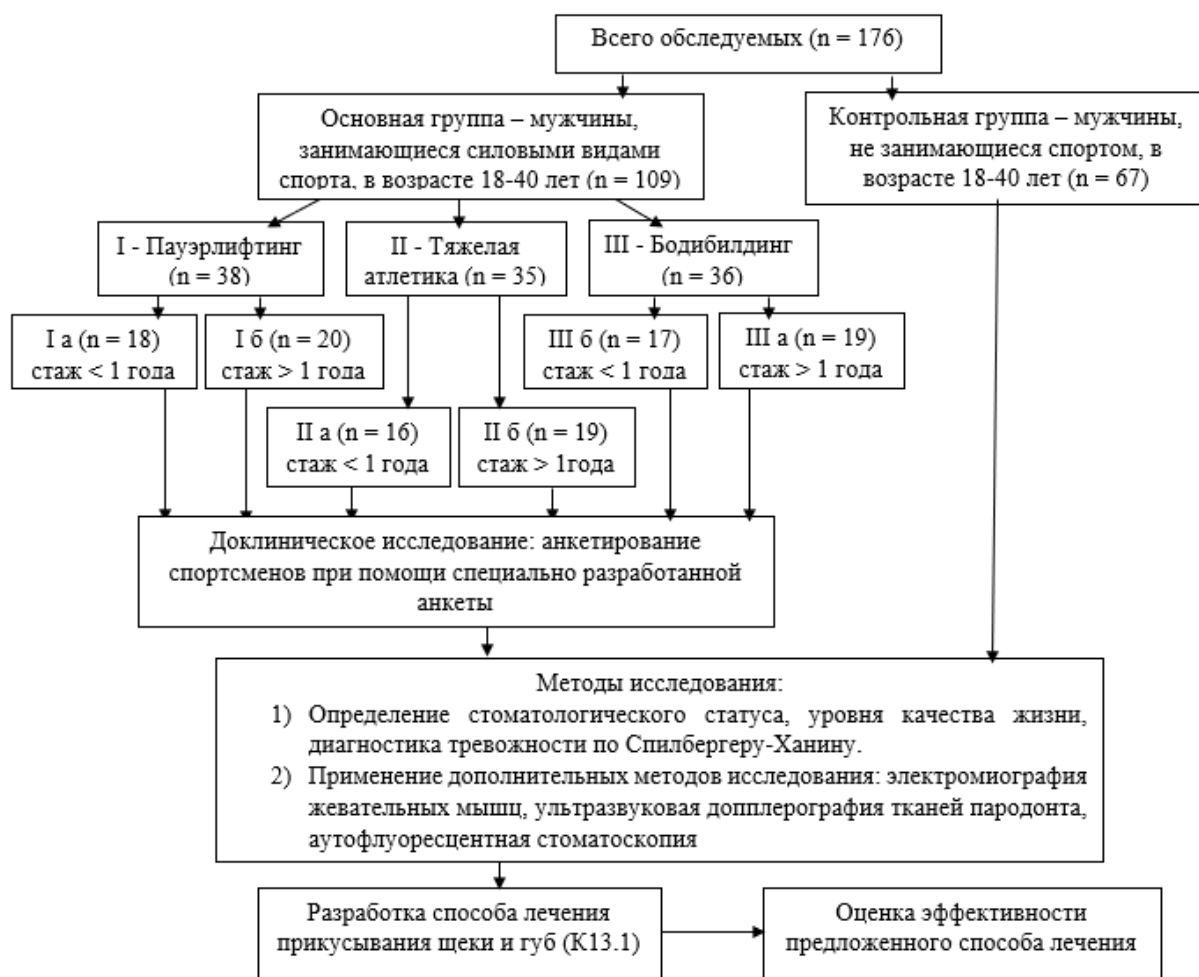 Всего обследуемых (n = 176)
Основная группа – мужчины,
занимающиеся силовыми видами
спорта, в возрасте 18-40 лет (n = 109)
Контрольная группа – мужчины,
не занимающиеся спортом, в
возрасте 18-40 лет (n = 67)
I - Пауэрлифтинг
(n = 38)
II - Тяжелая
атлетика (n = 35)
III - Бодибилдинг
(n = 36)
I а (n = 18)
стаж < 1 года
I б (n = 20)
стаж > 1 года
III б (n = 17)
стаж < 1 года
III а (n = 19)
стаж > 1 года
II а (n = 16)
стаж < 1 года
II б (n = 19)
стаж > 1года
Доклиническое исследование: анкетирование
спортсменов при помощи специально разработанной
анкеты
Методы исследования:
1) Определение стоматологического статуса, уровня качества жизни,
диагностика тревожности по Спилбергеру-Ханину.
2) Применение дополнительных методов исследования: электромиография
жевательных мышц, ультразвуковая допплерография тканей пародонта,
аутофлуоресцентная стоматоскопия
Разработка способа лечения
прикусывания щеки и губ (К13.1)
Оценка эффективности
предложенного способа лечения